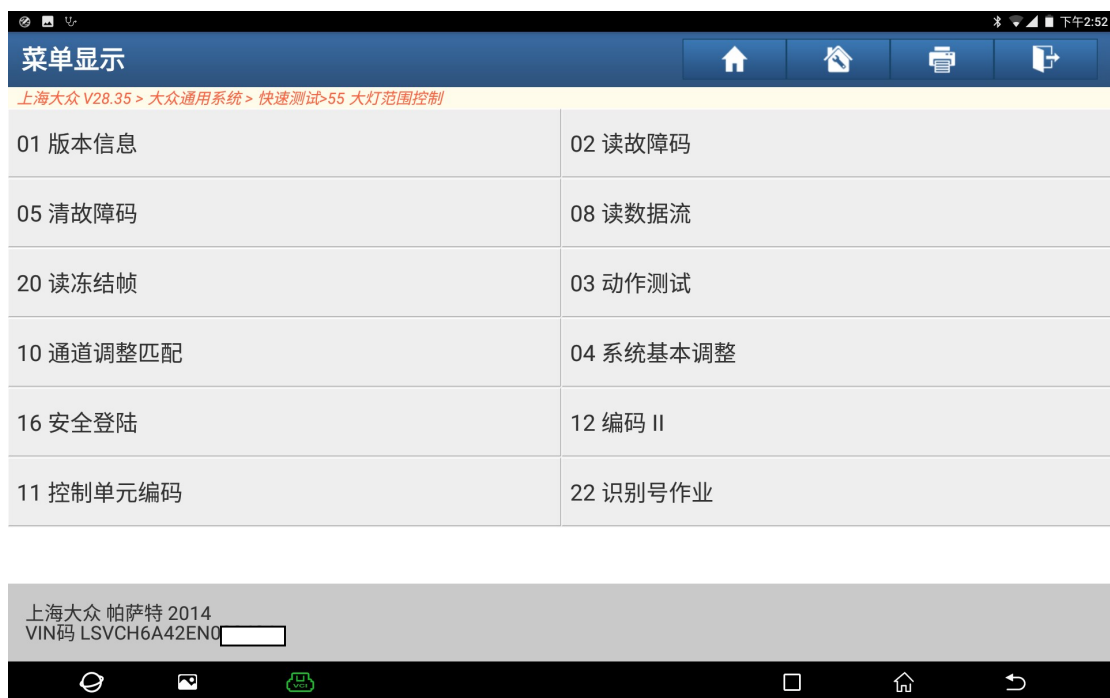 下午2:52
菜单显示
上海大众 V28.35 > 大众通用系统 > 快速测试>55 大灯范围控制
01 版本信息
02 读故障码
05 清故障码
08 读数据流
20 读冻结帧
03 动作测试
10 通道调整匹配
04 系统基本调整
16 安全登陆
12 编码 II
11 控制单元编码
22 识别号作业
上海大众 帕萨特 2014
VIN码 LSVCH6A42EN0
VCI